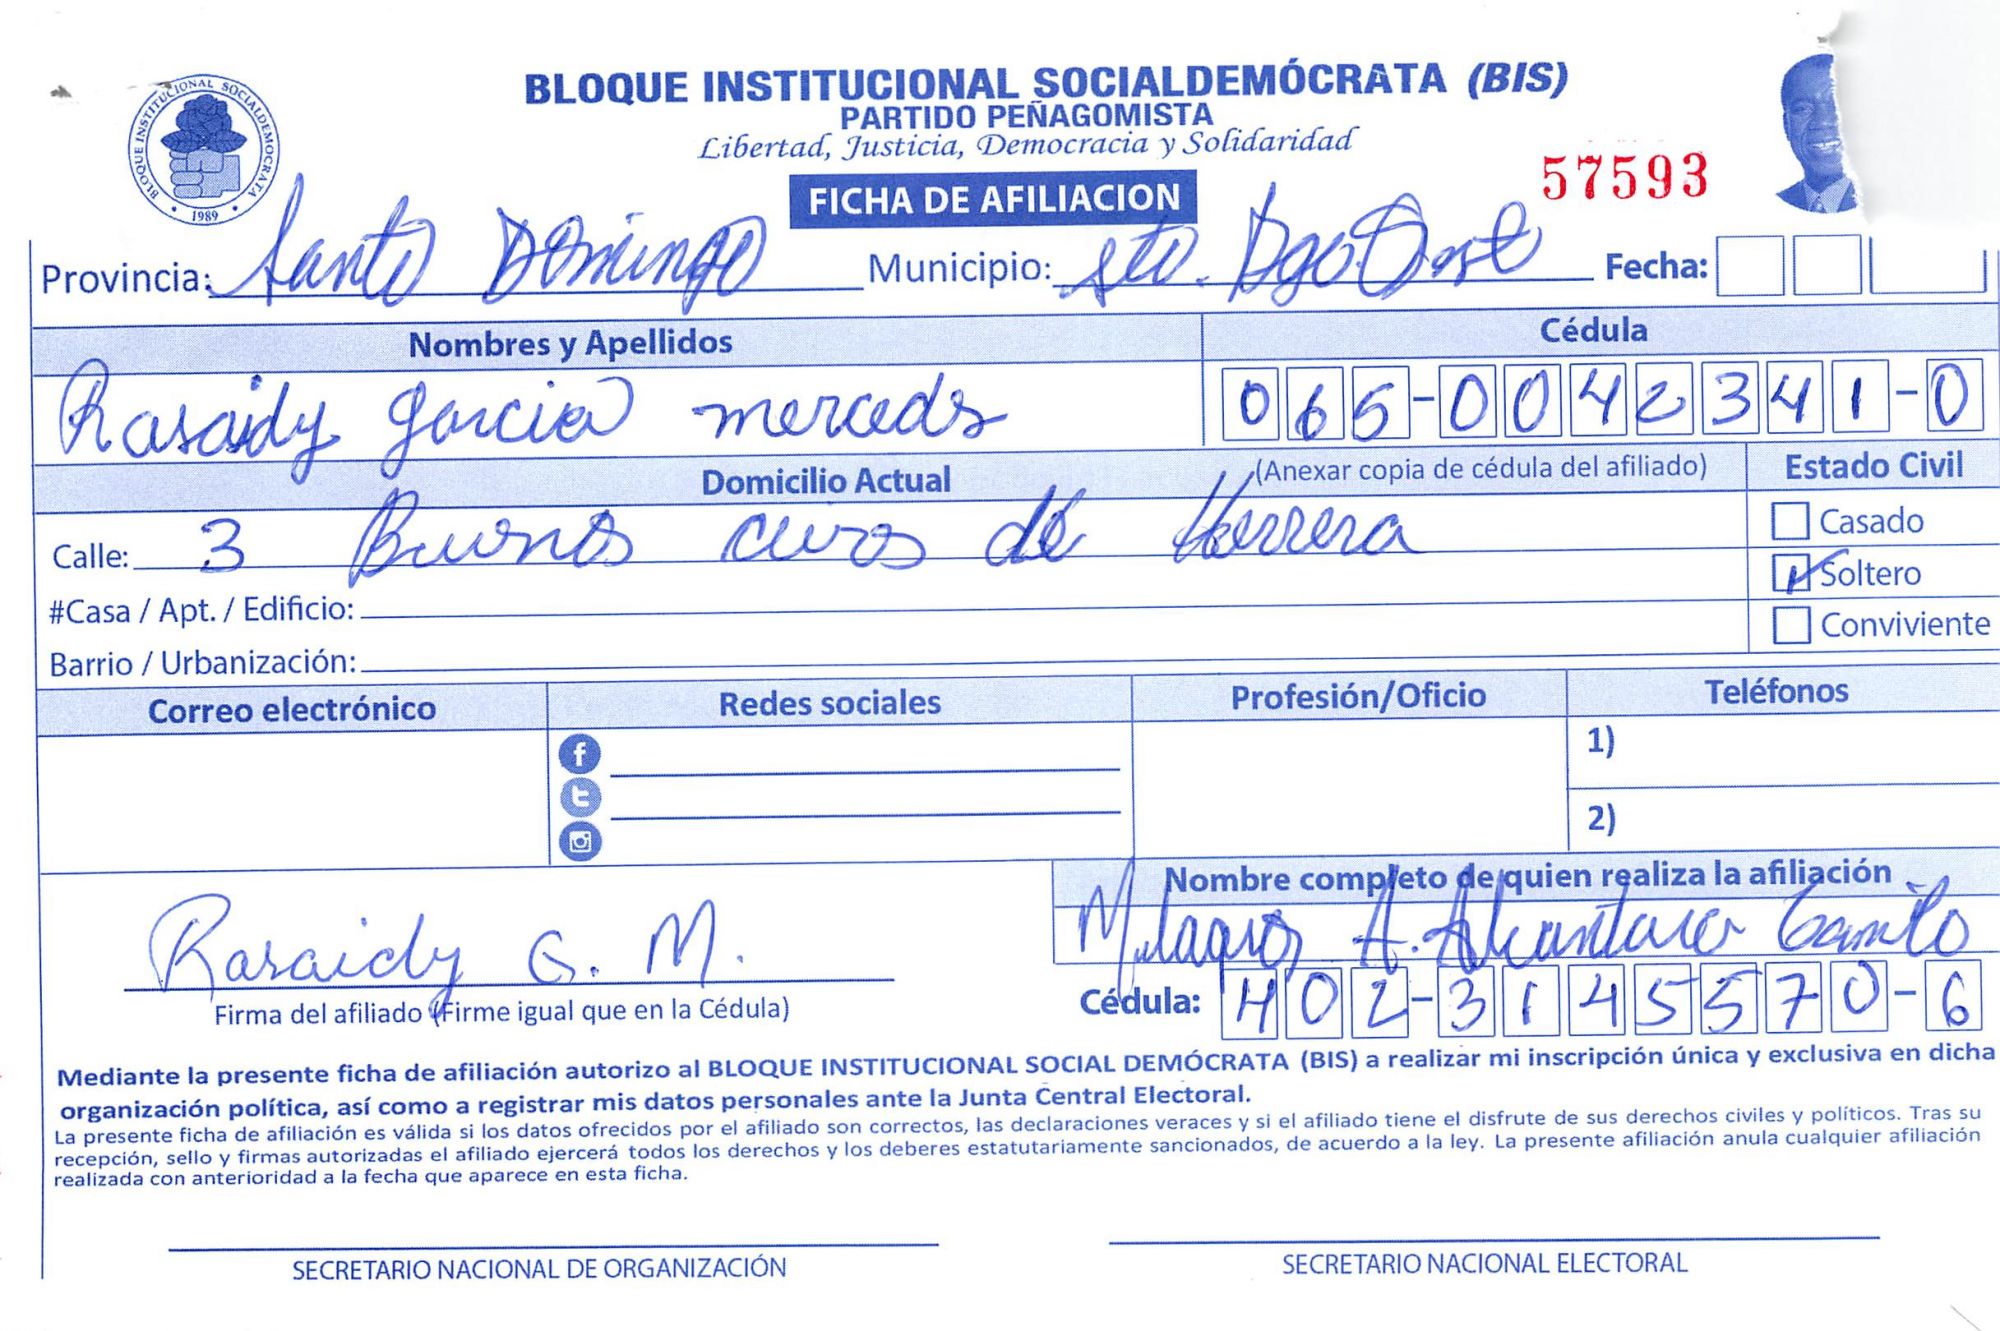 BLOQUE INSTITUCIONAL SOCIALDEMÓCRATA (BIS)
PARTIDO PEÑAGOMISTA
Libertad, Justicia, Democracia y Solidaridad
BLOQUE INSTITUCIONAL SOCIALDEMOCRATA
• 1989 •
57593
FICHA DE AFILIACION
Provincia: Santo Domingo Municipio: Sto. Dgo. Oeste Fecha:
Nombres y Apellidos Cédula
Rasaidy Garcia merceds 065-0042341-0
Domicilio Actual (Anexar copia de cédula del afiliado) Estado Civil
Calle: 3 Buenos aires de Herrera
Casado
Soltero
#Casa / Apt. / Edificio:
Conviviente
Barrio / Urbanización:
Correo electrónico Redes sociales Profesión/Oficio Teléfonos
1)
2)
Nombre completo de quien realiza la afiliación
Milagros A. Alcantara Camilo
Rasaidy G. M.
Firma del afiliado (Firme igual que en la Cédula) Cédula: 402-3145570-6
Mediante la presente ficha de afiliación autorizo al BLOQUE INSTITUCIONAL SOCIAL DEMÓCRATA (BIS) a realizar mi inscripción única y exclusiva en dicha
organización política, así como a registrar mis datos personales ante la Junta Central Electoral.
La presente ficha de afiliación es válida si los datos ofrecidos por el afiliado son correctos, las declaraciones veraces y si el afiliado tiene el disfrute de sus derechos civiles y políticos. Tras su
recepción, sello y firmas autorizadas el afiliado ejercerá todos los derechos y los deberes estatutariamente sancionados, de acuerdo a la ley. La presente afiliación anula cualquier afiliación
realizada con anterioridad a la fecha que aparece en esta ficha.
SECRETARIO NACIONAL DE ORGANIZACIÓN SECRETARIO NACIONAL ELECTORAL